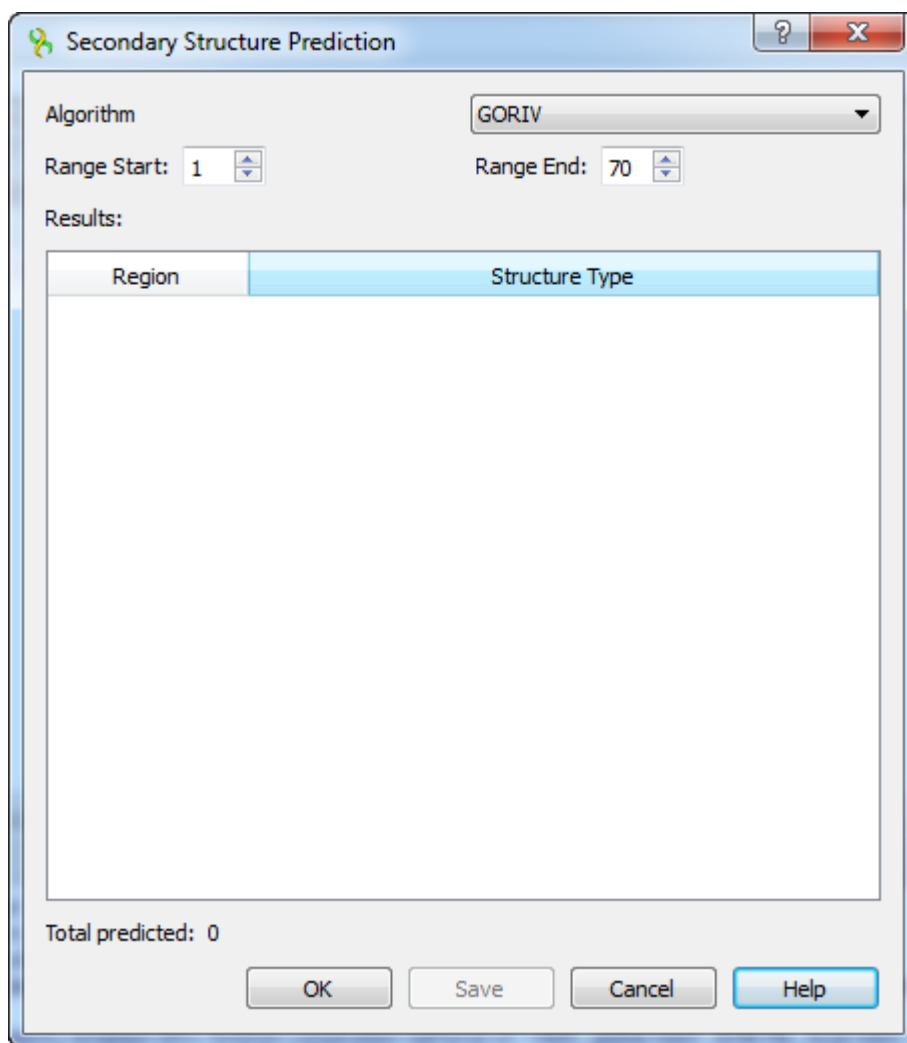 Secondary Structure Prediction
Algorithm GORIV
Range Start: 1 Range End: 70
Results:
Region Structure Type
Total predicted: 0
OK Save Cancel Help